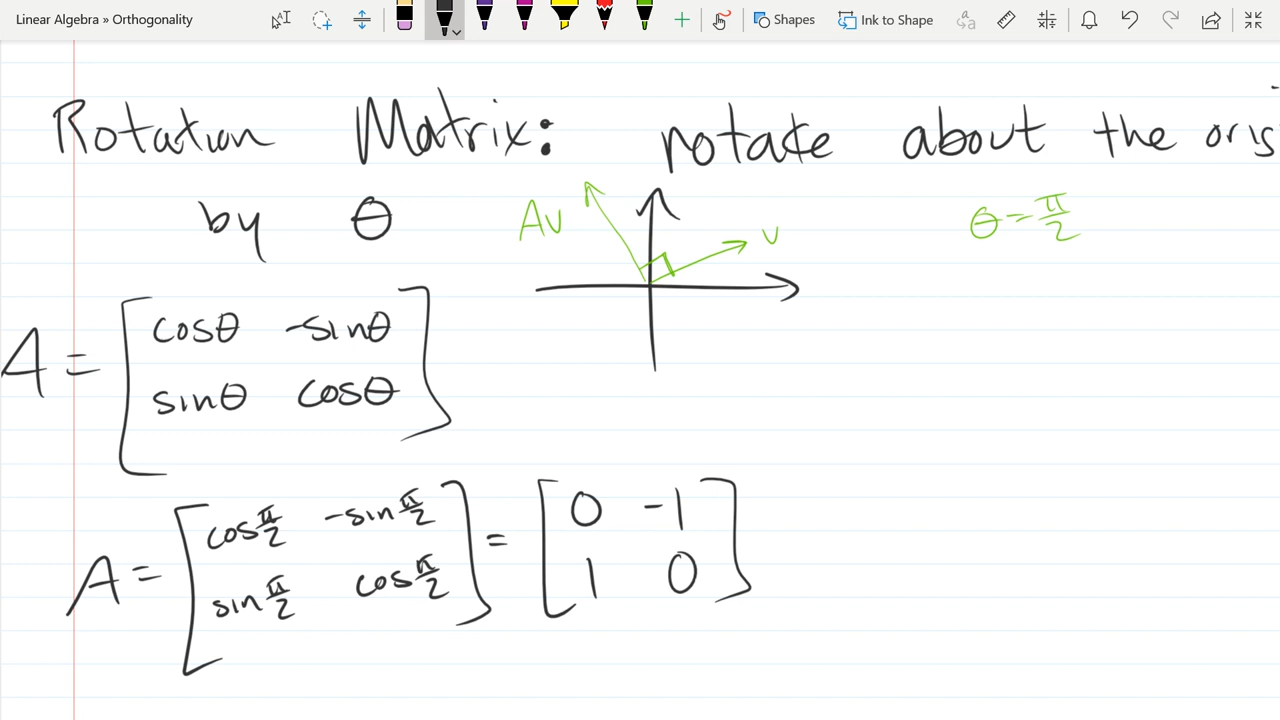 Linear Algebra » Orthogonality
Shapes
Ink to Shape
Rotation Matrix: rotate about the orig
by θ
Av
v
θ = π/2
A = [ cosθ -sinθ
sinθ cosθ ]
A = [ cos π/2 -sin π/2
sin π/2 cos π/2 ] = [ 0 -1
1 0 ]